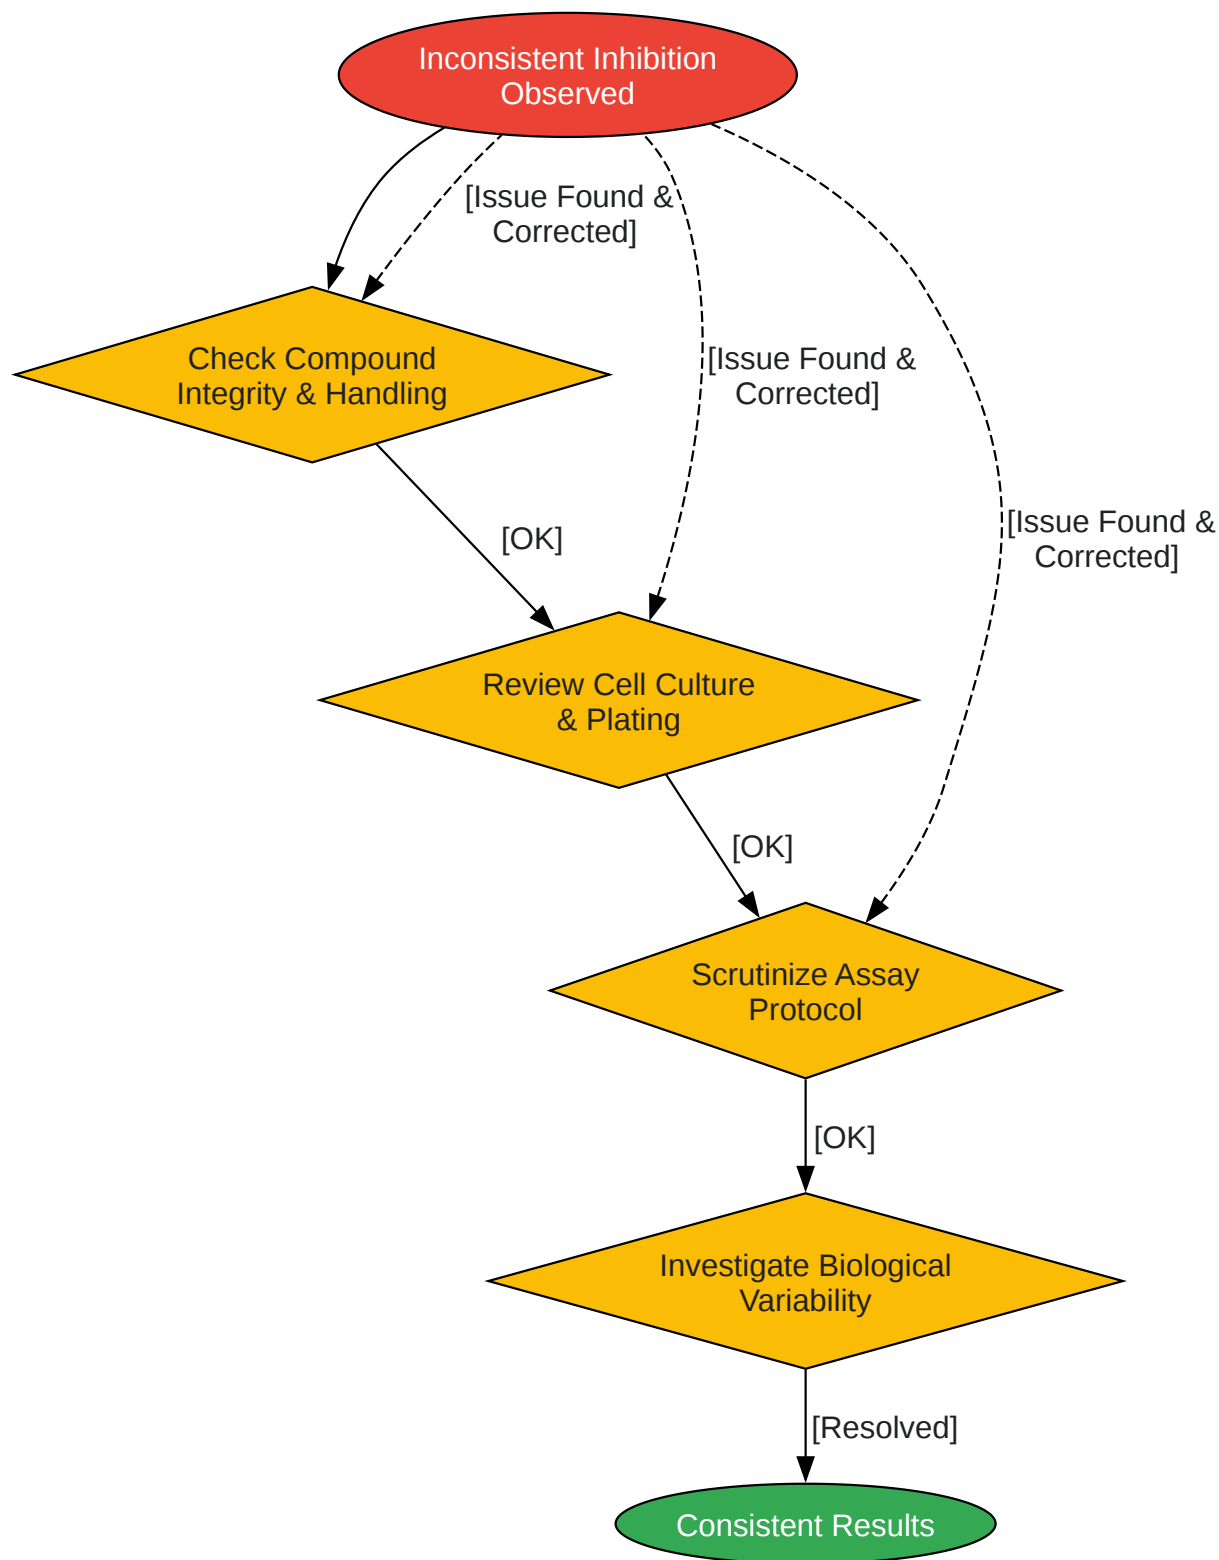 Inconsistent Inhibition
Observed
[Issue Found &
Corrected]
Check Compound
Integrity & Handling
[Issue Found &
Corrected]
[OK]
[Issue Found &
Corrected]
Review Cell Culture
& Plating
[OK]
Scrutinize Assay
Protocol
[OK]
Investigate Biological
Variability
[Resolved]
Consistent Results